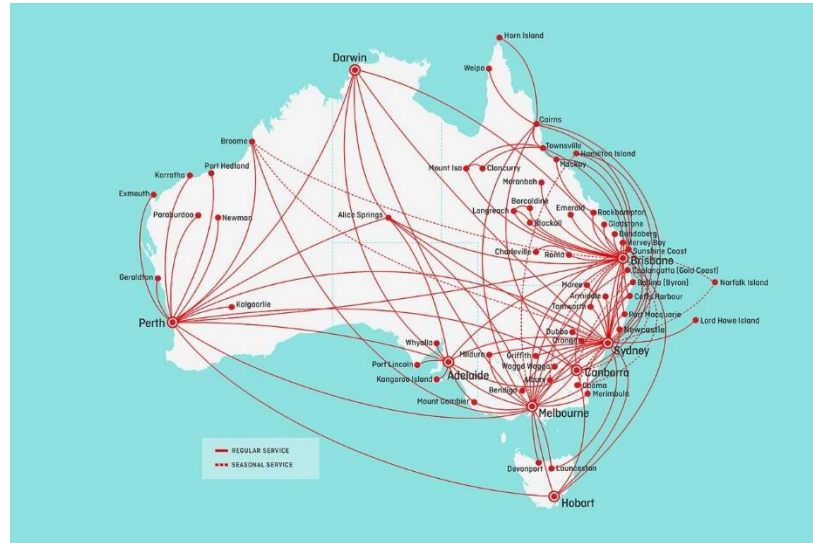 Horn Island
Darwin
Weipa
Cairns
Broome
Townsville
Hamilton Island
Mackay
Port Hedland
Mount Isa
Cloncurry
Karratha
Moranbah
Exmouth
Barcaldine
Emerald
Rockhampton
Paraburdoo
Newman
Alice Springs
Longreach
Blackall
Gladstone
Bundaberg
Hervey Bay
Sunshine Coast
Charleville
Roma
Brisbane
Coolangatta (Gold Coast)
Geraldton
Moree
Ballina (Byron)
Norfolk Island
Armidale
Coffs Harbour
Kalgoorlie
Tamworth
Port Macquarie
Lord Howe Island
Perth
Dubbo
Newcastle
Orange
Whyalla
Sydney
Mildura
Griffith
Port Lincoln
Wagga Wagga
Adelaide
Canberra
Kangaroo Island
Albury
Cooma
Bendigo
Merimbula
Mount Gambier
Melbourne
REGULAR SERVICE
SEASONAL SERVICE
Devonport
Launceston
Hobart